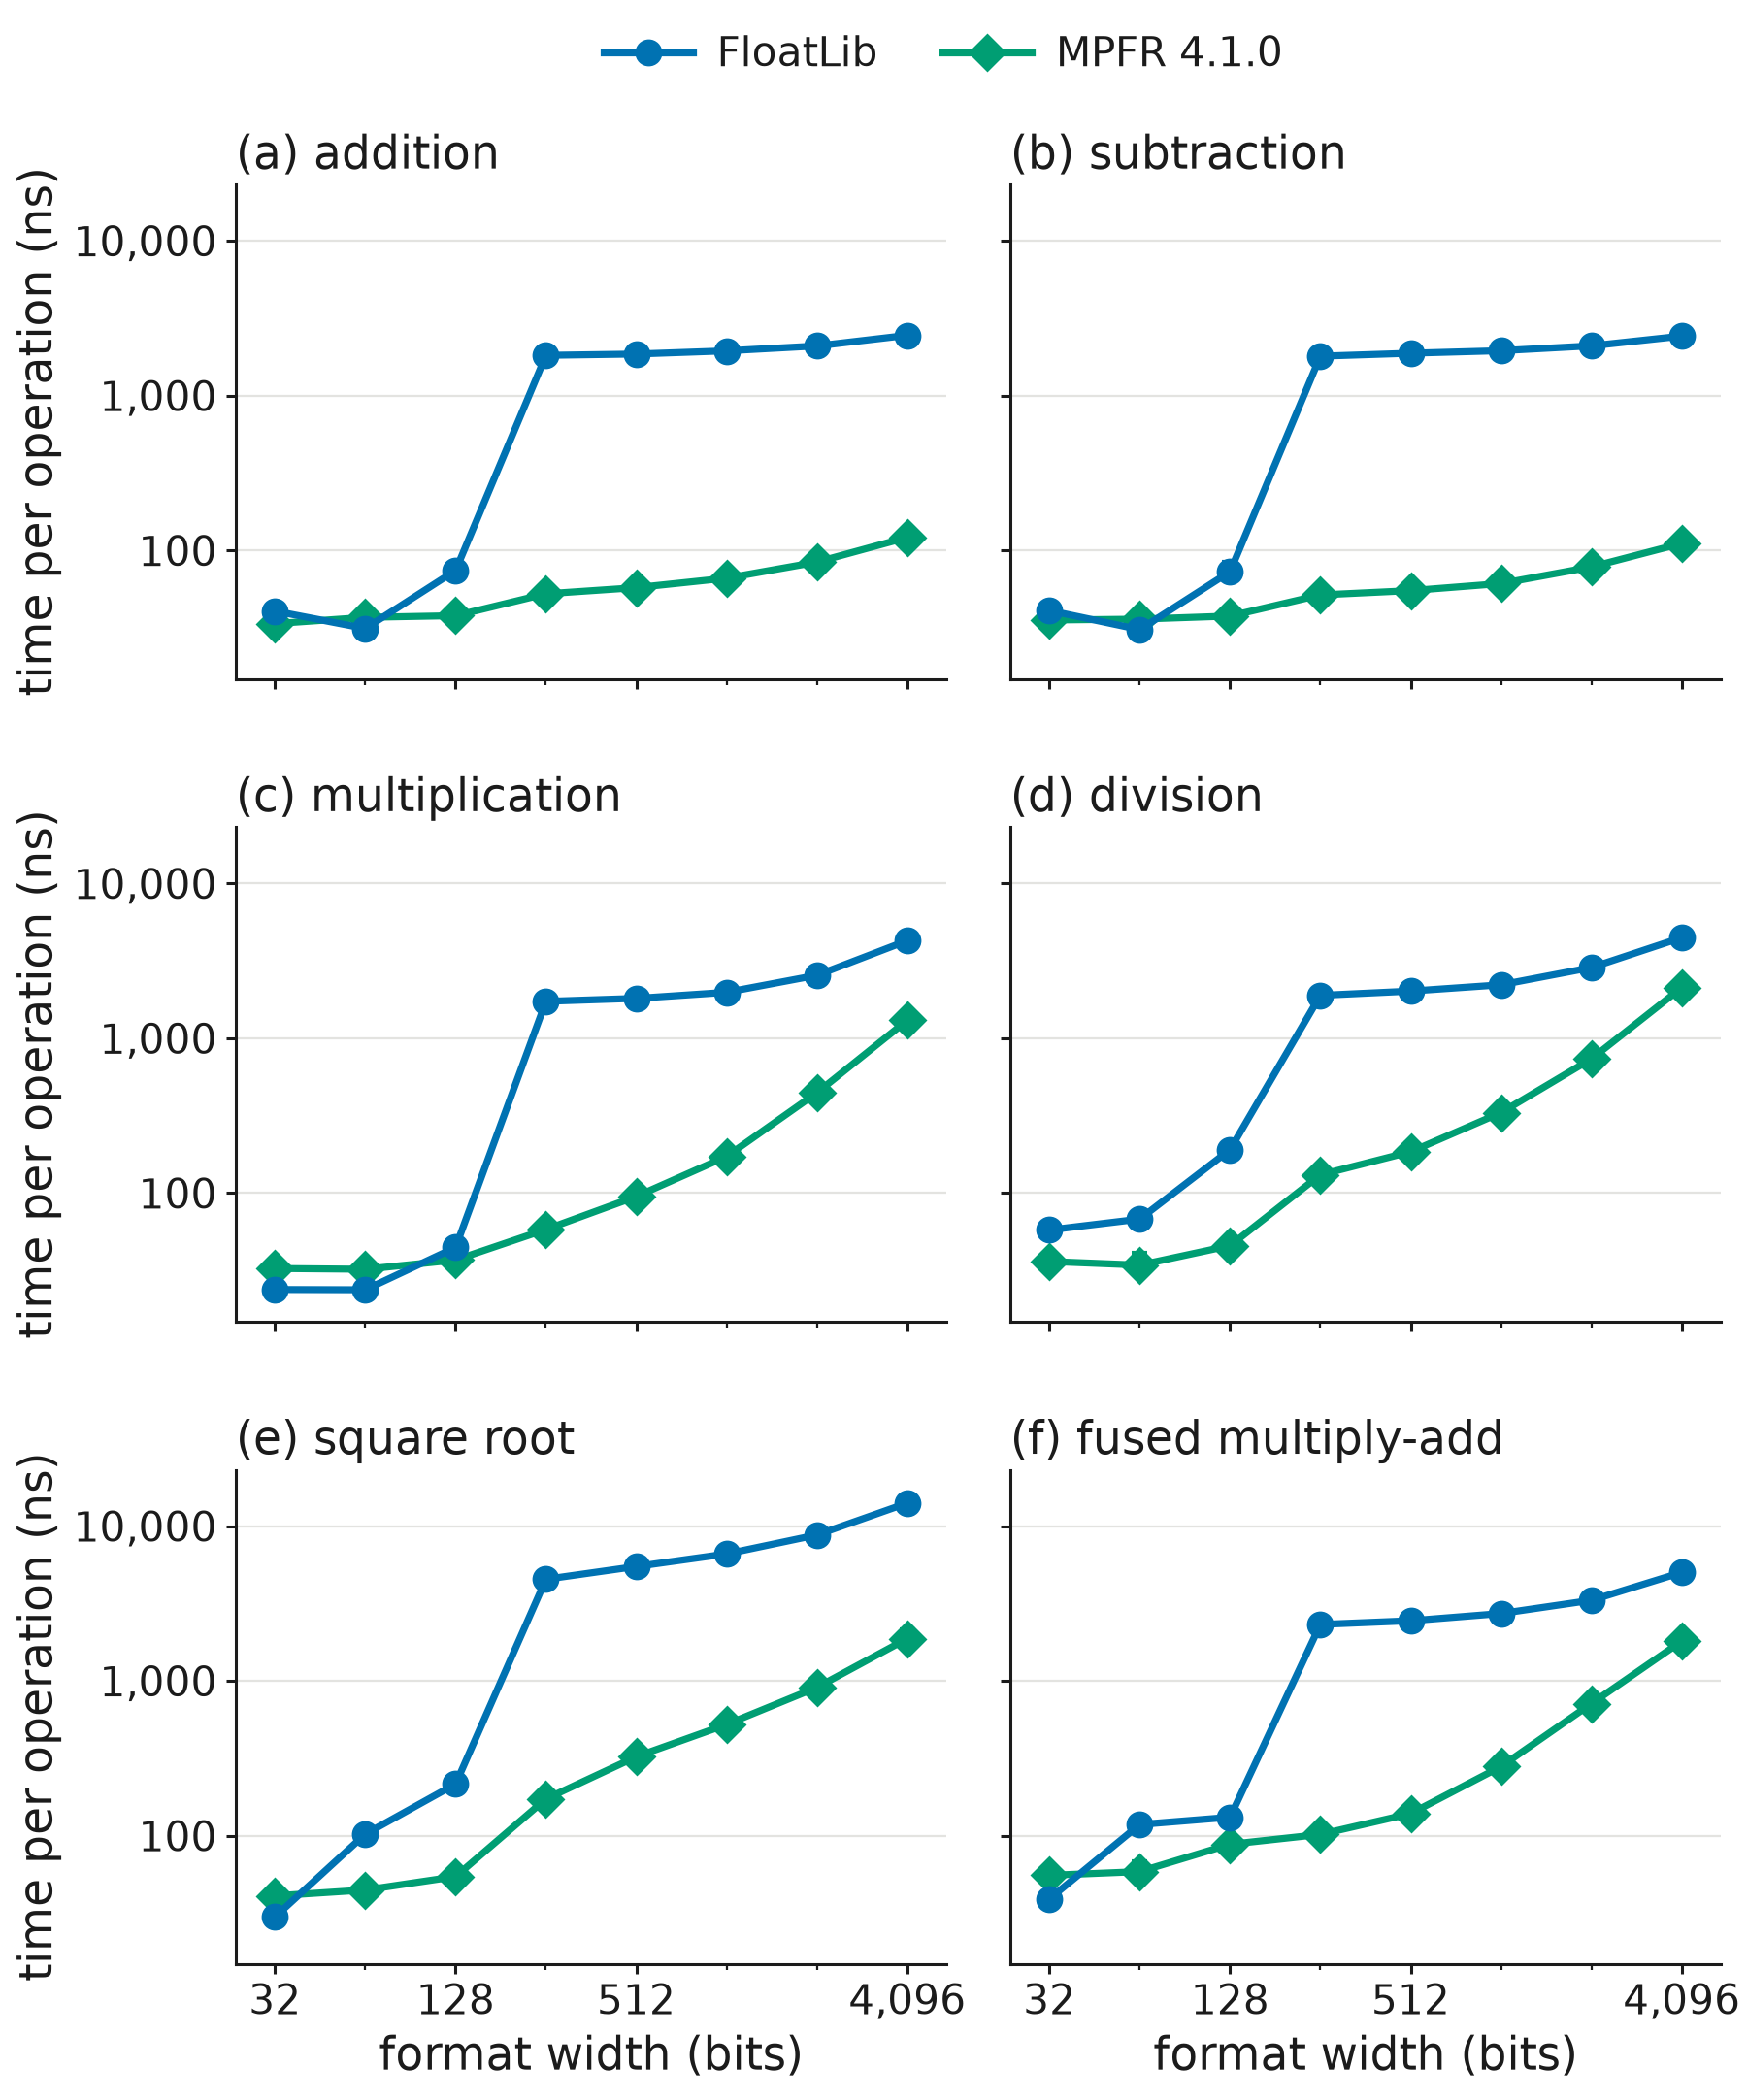 FloatLib MPFR 4.1.0
(a) addition
(b) subtraction
time per operation (ns)
10,000
1,000
100
(c) multiplication
(d) division
time per operation (ns)
10,000
1,000
100
(e) square root
(f) fused multiply-add
time per operation (ns)
10,000
1,000
100
32 128 512 4,096
32 128 512 4,096
format width (bits)
format width (bits)